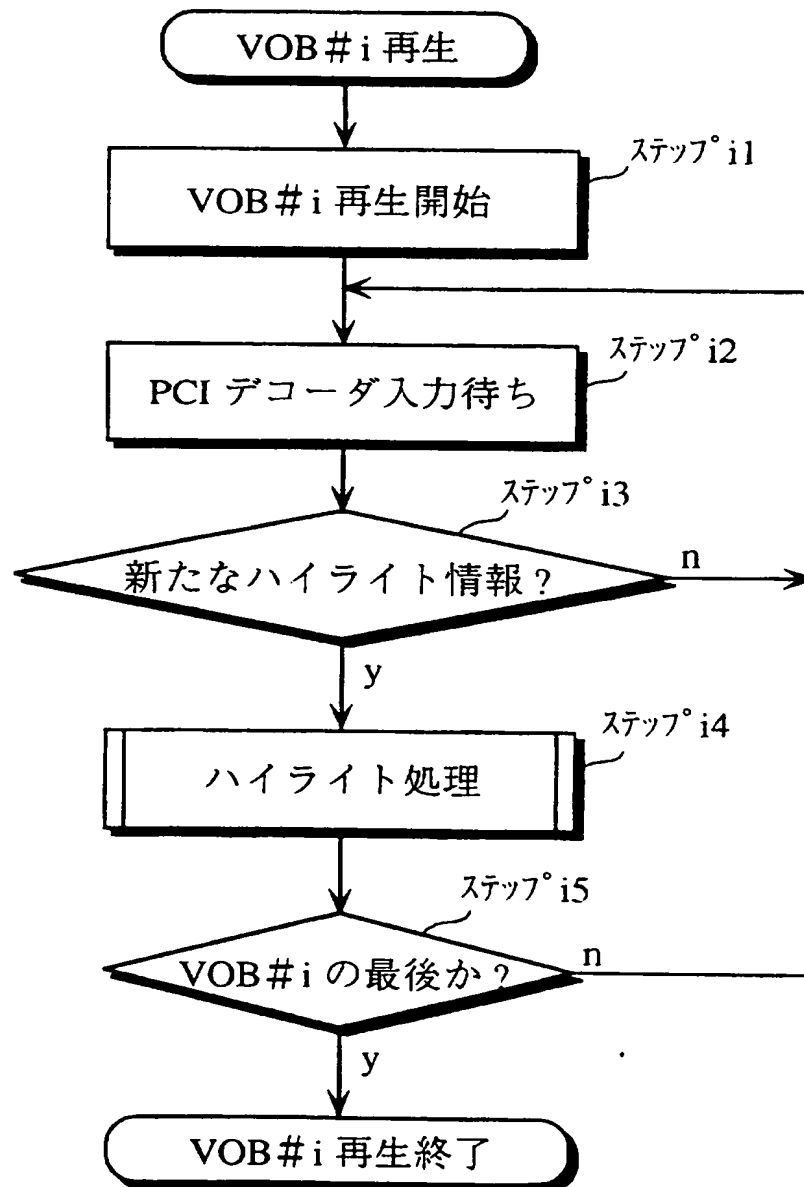 VOB#i 再生
ステップ i1
VOB#i 再生開始
ステップ i2
PCI デコーダ入力待ち
ステップ i3
新たなハイライト情報?
n
y
ステップ i4
ハイライト処理
ステップ i5
VOB#i の最後か?
n
y
VOB#i 再生終了